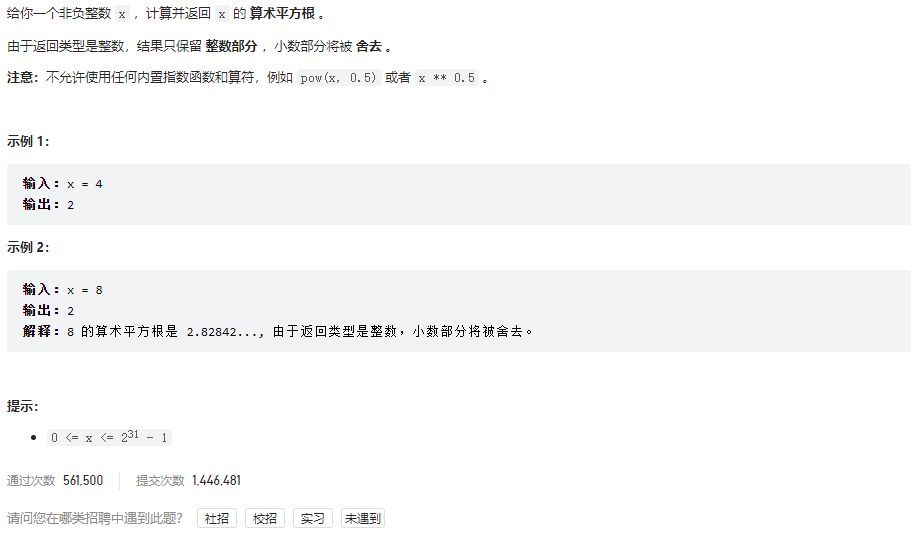 给你一个非负整数 x ，计算并返回 x 的 算术平方根 。
由于返回类型是整数，结果只保留 整数部分 ，小数部分将被 舍去 。
注意：不允许使用任何内置指数函数和算符，例如 pow(x, 0.5) 或者 x ** 0.5 。
示例 1：
输入：x = 4
输出：2
示例 2：
输入：x = 8
输出：2
解释：8 的算术平方根是 2.82842..., 由于返回类型是整数，小数部分将被舍去。
提示：
• 0 <= x <= 2³¹ - 1
通过次数 561,500 提交次数 1,446,481
请问您在哪类招聘中遇到此题？ 社招 校招 实习 未遇到